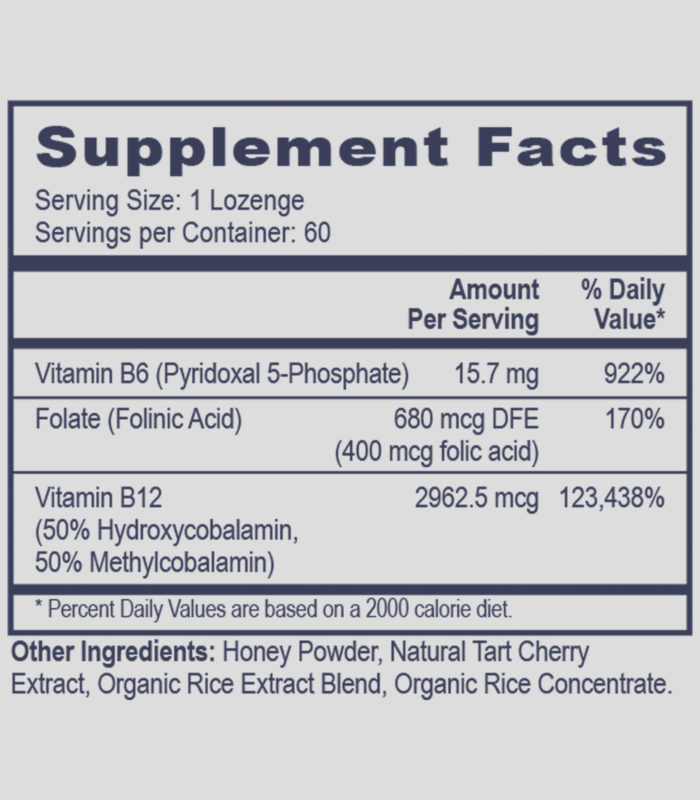 Supplement Facts
Serving Size: 1 Lozenge
Servings per Container: 60
Amount Per Serving
% Daily Value*
Vitamin B6 (Pyridoxal 5-Phosphate) 15.7 mg 922%
Folate (Folinic Acid) 680 mcg DFE 170%
(400 mcg folic acid)
Vitamin B12 2962.5 mcg 123,438%
(50% Hydroxycobalamin,
50% Methylcobalamin)
* Percent Daily Values are based on a 2000 calorie diet.
Other Ingredients: Honey Powder, Natural Tart Cherry
Extract, Organic Rice Extract Blend, Organic Rice Concentrate.